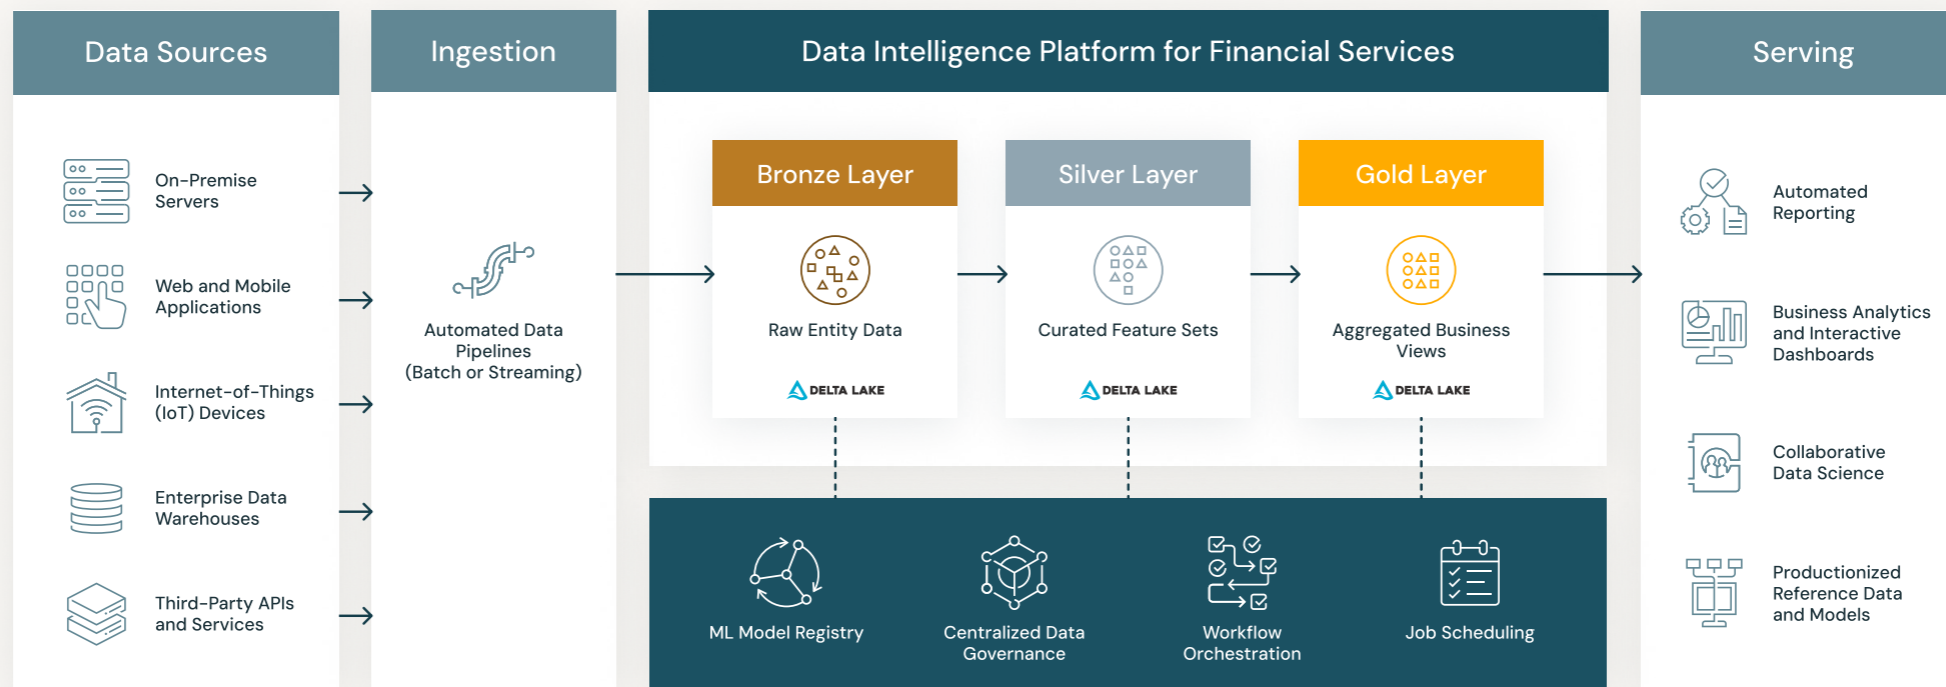 Data Sources
On-Premise
Servers
Web and Mobile
Applications
Internet-of-Things
(IoT) Devices
Enterprise Data
Warehouses
Third-Party APIs
and Services
Ingestion
Automated Data
Pipelines
(Batch or Streaming)
Data Intelligence Platform for Financial Services
Bronze Layer
Raw Entity Data
DELTA LAKE
Silver Layer
Curated Feature Sets
DELTA LAKE
Gold Layer
Aggregated Business
Views
DELTA LAKE
ML Model Registry
Centralized Data
Governance
Workflow
Orchestration
Job Scheduling
Serving
Automated
Reporting
Business Analytics
and Interactive
Dashboards
Collaborative
Data Science
Productionized
Reference Data
and Models